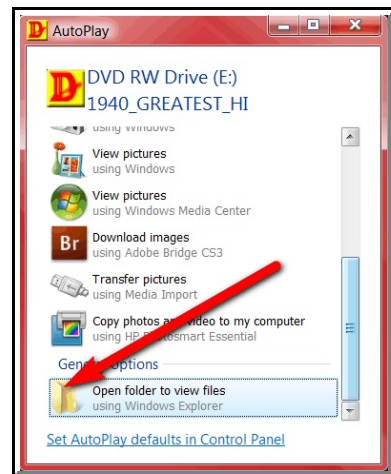 AutoPlay
DVD RW Drive (E:)
1940_GREATEST_HI
using Windows
View pictures
using Windows
View pictures
using Windows Media Center
Br
Download images
using Adobe Bridge CS3
Transfer pictures
using Media Import
Copy photos and video to my computer
using HP Photosmart Essential
General Options
Open folder to view files
using Windows Explorer
Set AutoPlay defaults in Control Panel